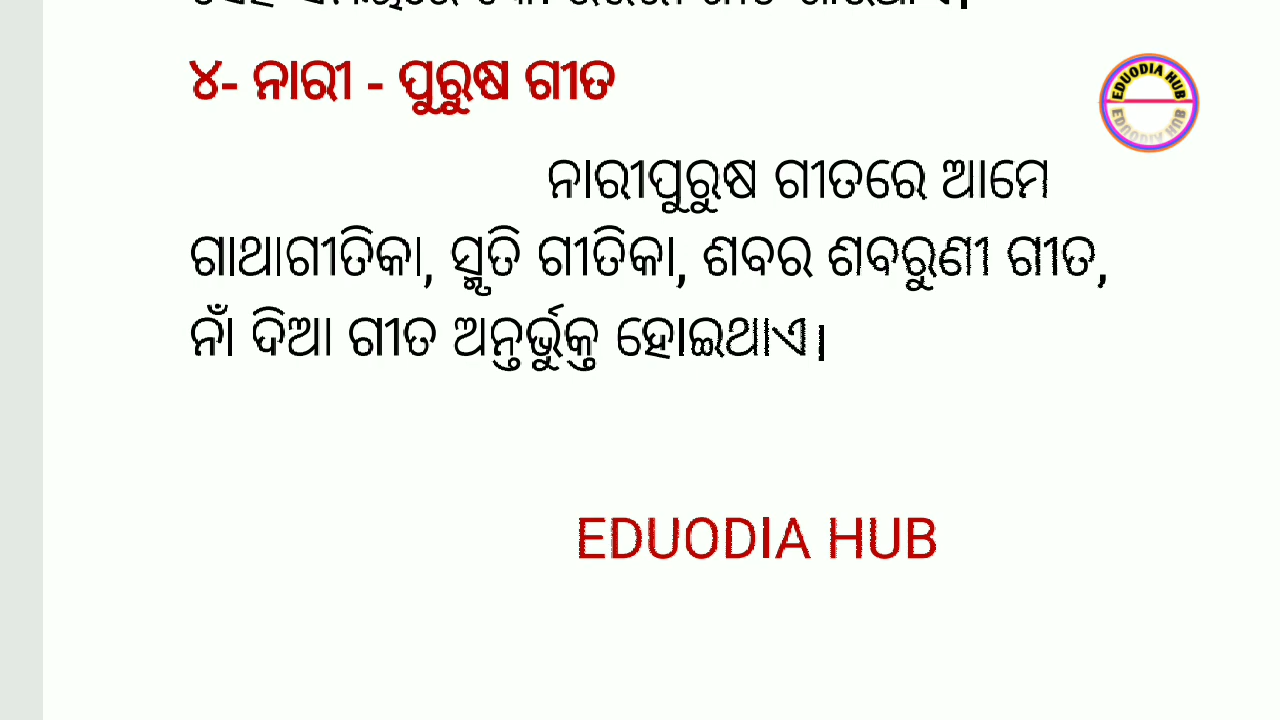 ୪- ନାରୀ - ପୁରୁଷ ଗୀତ
EDUODIA HUB
ନାରୀପୁରୁଷ ଗୀତରେ ଆମେ
ଗାଥାଗୀତିକା, ସ୍ମୃତି ଗୀତିକା, ଶବର ଶବରୁଣୀ ଗୀତ,
ନାଁ ଦିଆ ଗୀତ ଅନ୍ତର୍ଭୁକ୍ତ ହୋଇଥାଏ।
EDUODIA HUB